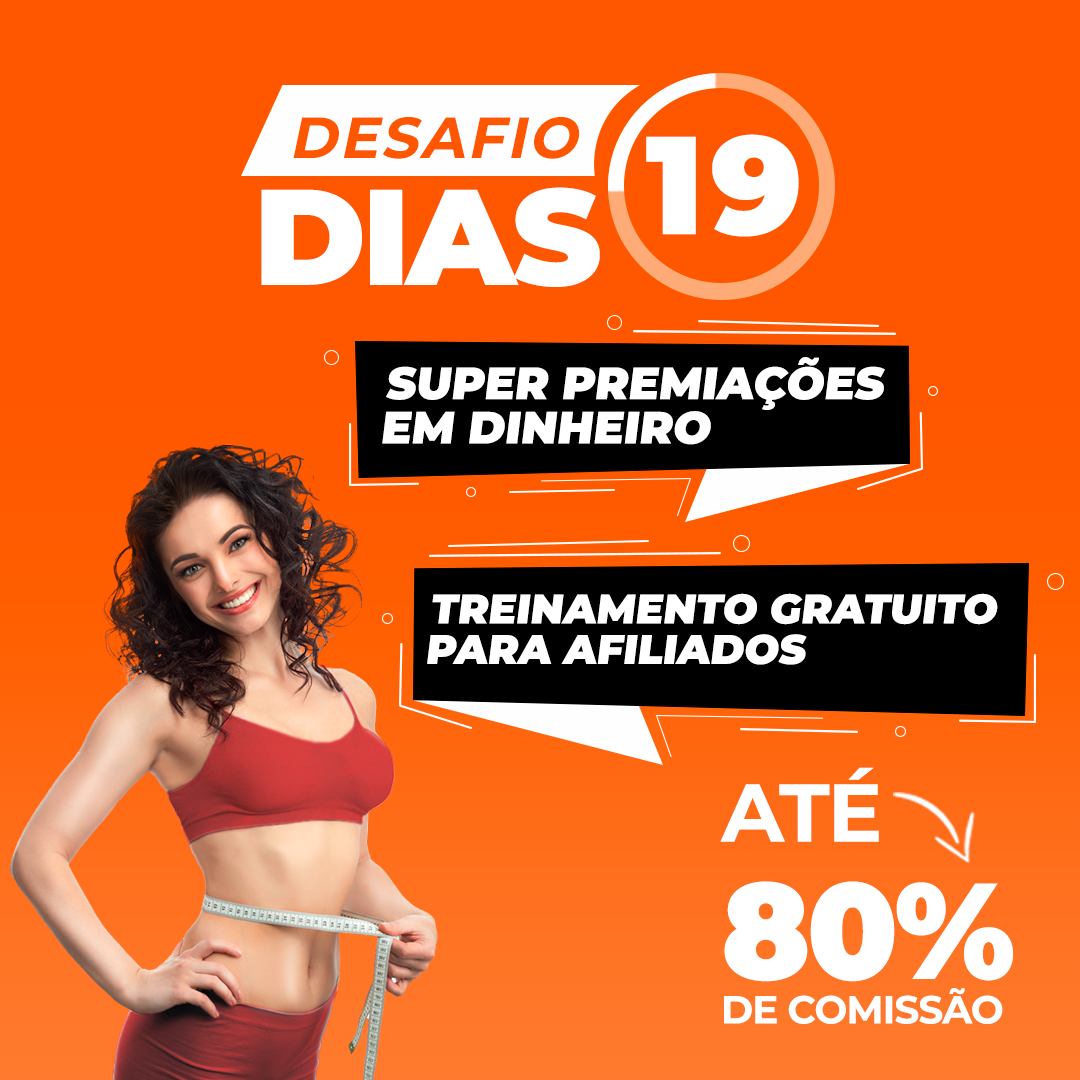 DESAFIO
19
DIAS
SUPER PREMIAÇÕES
EM DINHEIRO
TREINAMENTO GRATUITO
PARA AFILIADOS
ATÉ
80%
DE COMISSÃO